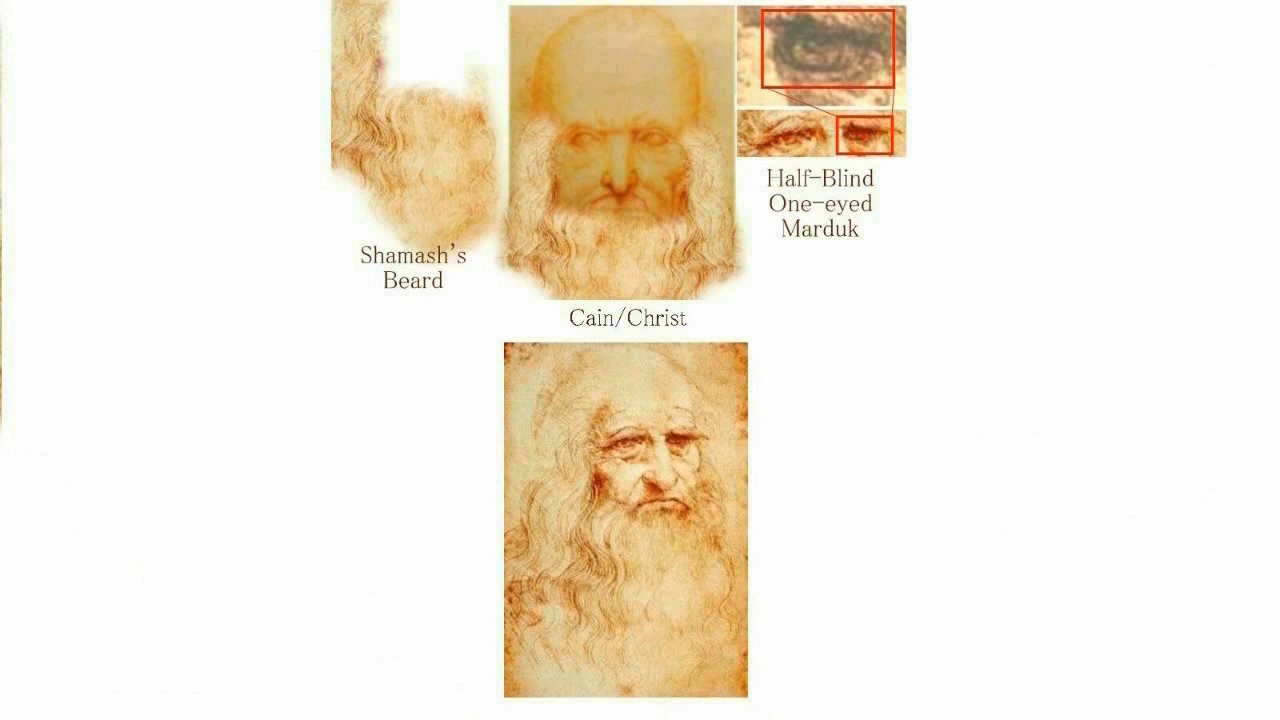 Shamash's
Beard
Cain/Christ
Half-Blind
One-eyed
Marduk